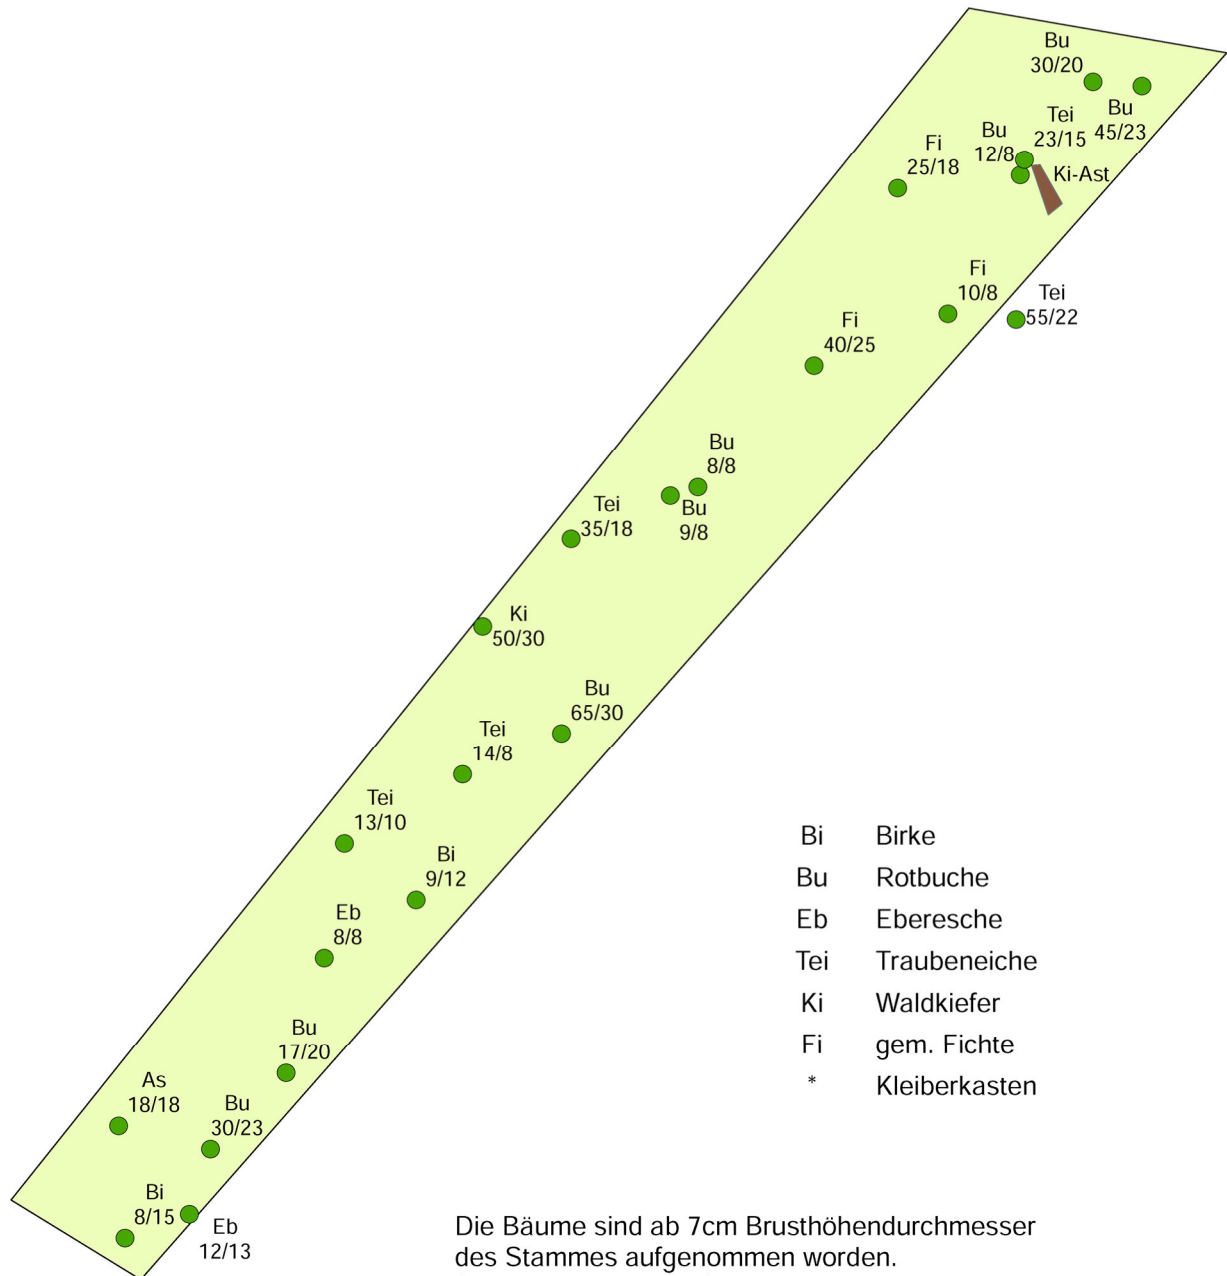 Bu
30/20
Bu
45/23
Tei
23/15
Bu
12/8
Ki-Ast
Fi
25/18
Fi
10/8
Tei
55/22
Fi
40/25
Bu
8/8
Bu
9/8
Tei
35/18
Ki
50/30
Bu
65/30
Tei
14/8
Tei
13/10
Bi
9/12
Eb
8/8
Bu
17/20
As
18/18
Bu
30/23
Bi
8/15
Eb
12/13
Bi Birke
Bu Rotbuche
Eb Eberesche
Tei Traubeneiche
Ki Waldkiefer
Fi gem. Fichte
* Kleiberkasten
Die Bäume sind ab 7cm Brusthöhendurchmesser
des Stammes aufgenommen worden.